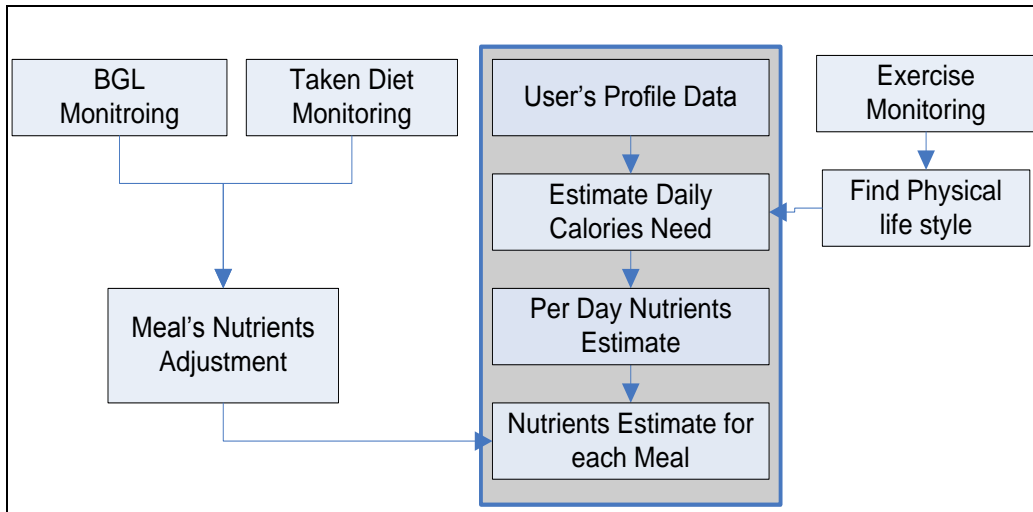 BGL
Monitroing
Taken Diet
Monitoring
User's Profile Data
Exercise
Monitoring
Estimate Daily
Calories Need
Find Physical
life style
Meal's Nutrients
Adjustment
Per Day Nutrients
Estimate
Nutrients Estimate for
each Meal